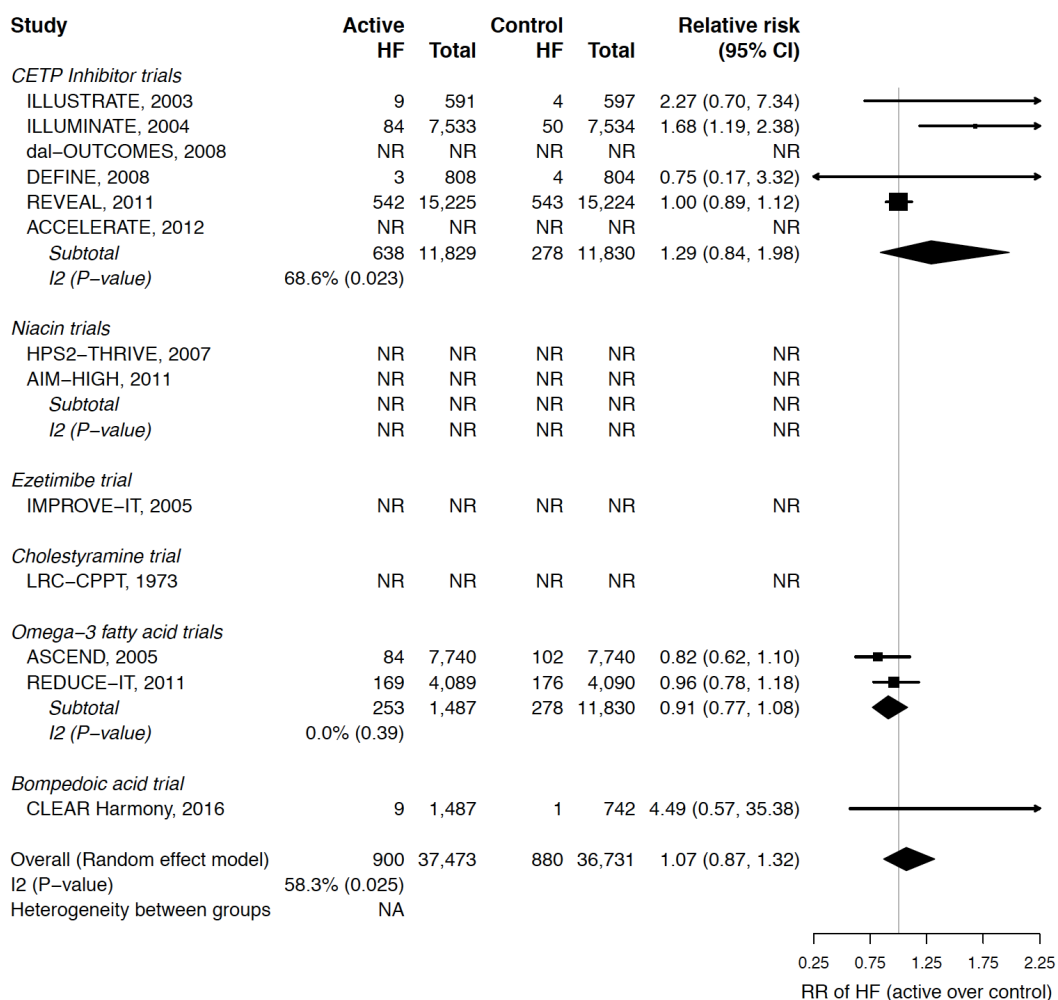 Study Active Control Relative risk
HF Total HF Total (95% CI)
CETP Inhibitor trials
ILLUSTRATE, 2003 9 591 4 597 2.27 (0.70, 7.34)
ILLUMINATE, 2004 84 7,533 50 7,534 1.68 (1.19, 2.38)
dal−OUTCOMES, 2008 NR NR NR NR NR
DEFINE, 2008 3 808 4 804 0.75 (0.17, 3.32)
REVEAL, 2011 542 15,225 543 15,224 1.00 (0.89, 1.12)
ACCELERATE, 2012 NR NR NR NR NR
Subtotal 638 11,829 278 11,830 1.29 (0.84, 1.98)
I2 (P−value) 68.6% (0.023)
Niacin trials
HPS2−THRIVE, 2007 NR NR NR NR NR
AIM−HIGH, 2011 NR NR NR NR NR
Subtotal NR NR NR NR NR
I2 (P−value) NR NR NR NR NR
Ezetimibe trial
IMPROVE−IT, 2005 NR NR NR NR NR
Cholestyramine trial
LRC−CPPT, 1973 NR NR NR NR NR
Omega−3 fatty acid trials
ASCEND, 2005 84 7,740 102 7,740 0.82 (0.62, 1.10)
REDUCE−IT, 2011 169 4,089 176 4,090 0.96 (0.78, 1.18)
Subtotal 253 1,487 278 11,830 0.91 (0.77, 1.08)
I2 (P−value) 0.0% (0.39)
Bompedoic acid trial
CLEAR Harmony, 2016 9 1,487 1 742 4.49 (0.57, 35.38)
Overall (Random effect model) 900 37,473 880 36,731 1.07 (0.87, 1.32)
I2 (P−value) 58.3% (0.025)
Heterogeneity between groups NA
0.25 0.75 1.25 1.75 2.25
RR of HF (active over control)